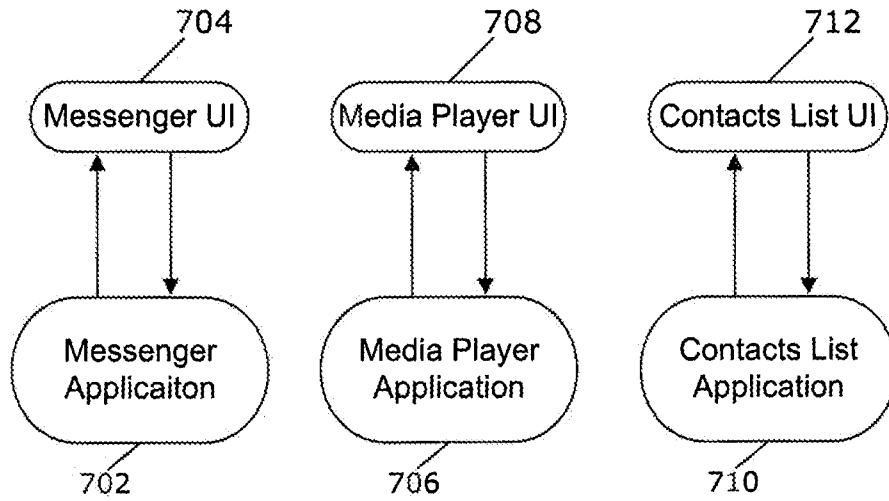 704
708
712
Messenger UI
Media Player UI
Contacts List UI
Messenger
Applicaiton
Media Player
Application
Contacts List
Application
702
706
710